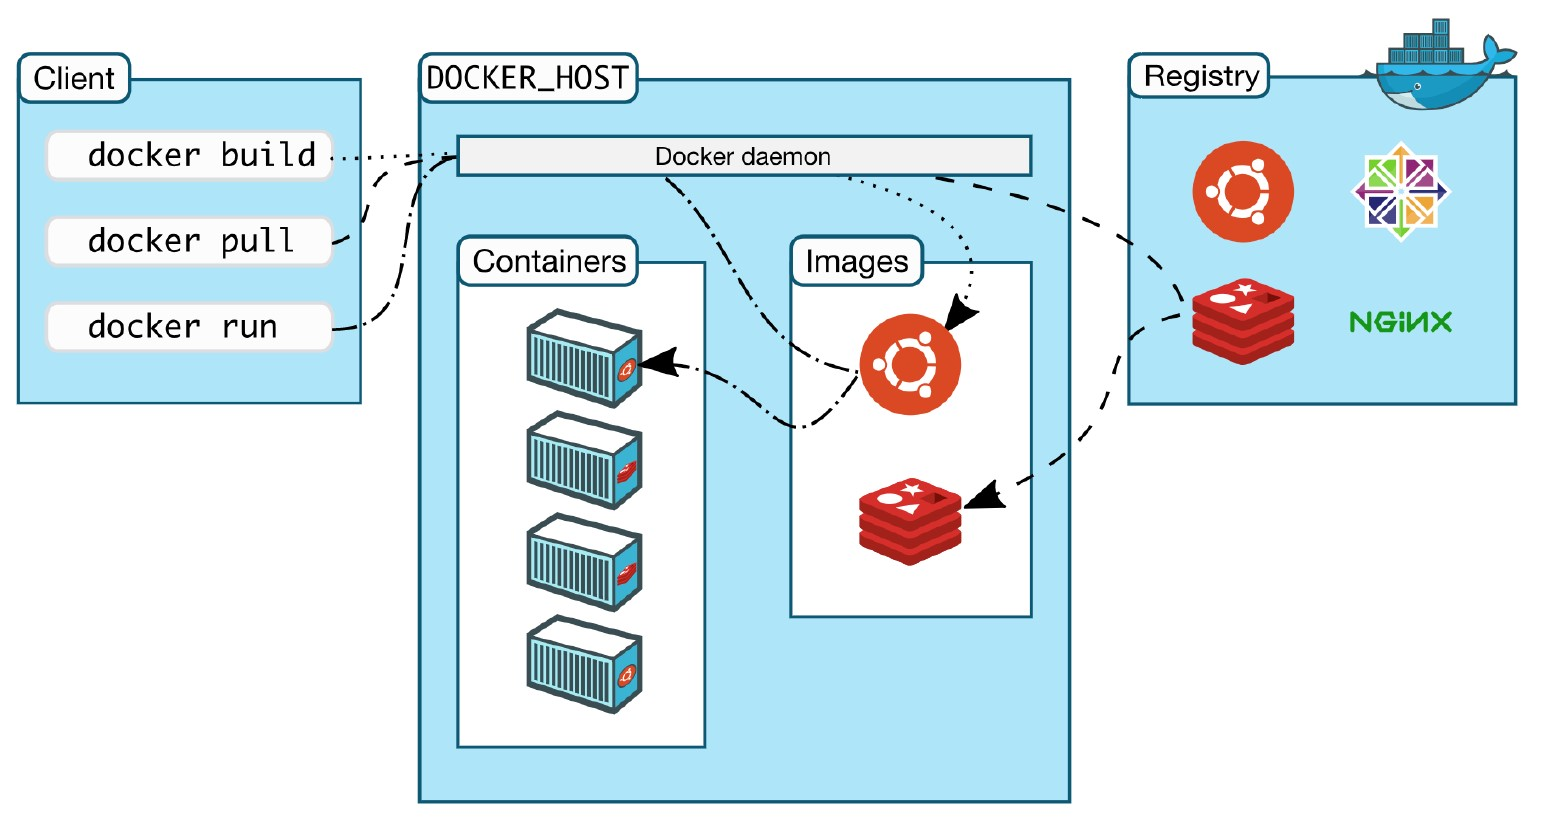 Client
docker build
docker pull
docker run
DOCKER_HOST
Docker daemon
Containers
Images
Registry
NGiNX